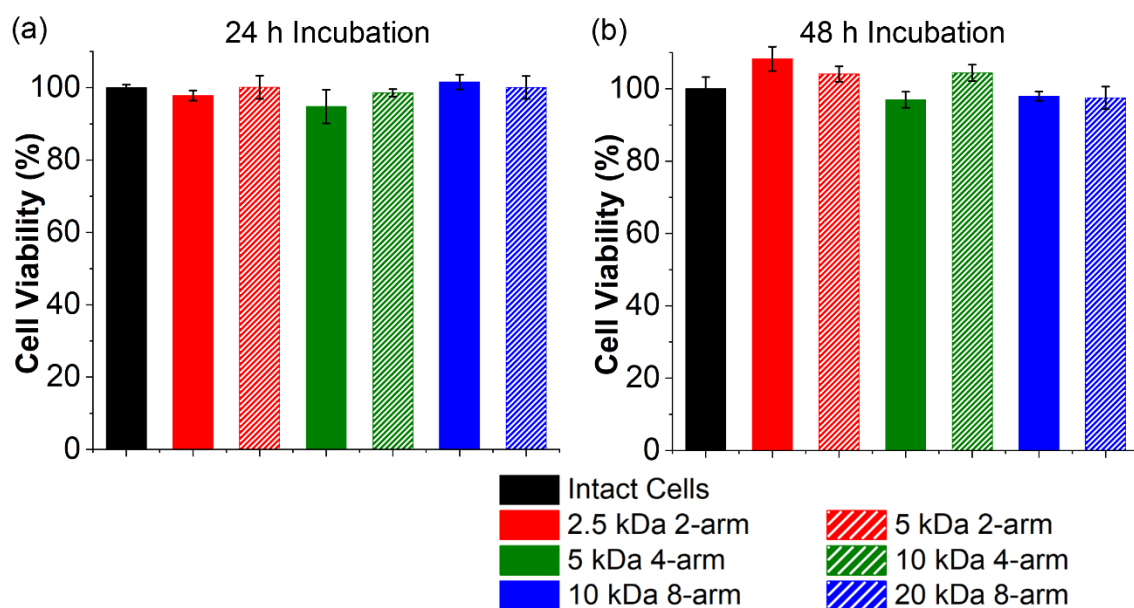 (a) 24 h Incubation
100
80
60
40
20
0
Cell Viability (%)
(b) 48 h Incubation
100
80
60
40
20
0
Cell Viability (%)
Intact Cells
2.5 kDa 2-arm 5 kDa 2-arm
5 kDa 4-arm 10 kDa 4-arm
10 kDa 8-arm 20 kDa 8-arm